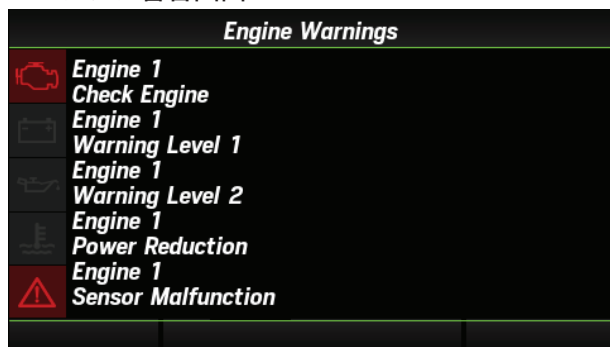 Engine Warnings
Engine 1
Check Engine
Engine 1
Warning Level 1
Engine 1
Warning Level 2
Engine 1
Power Reduction
Engine 1
Sensor Malfunction